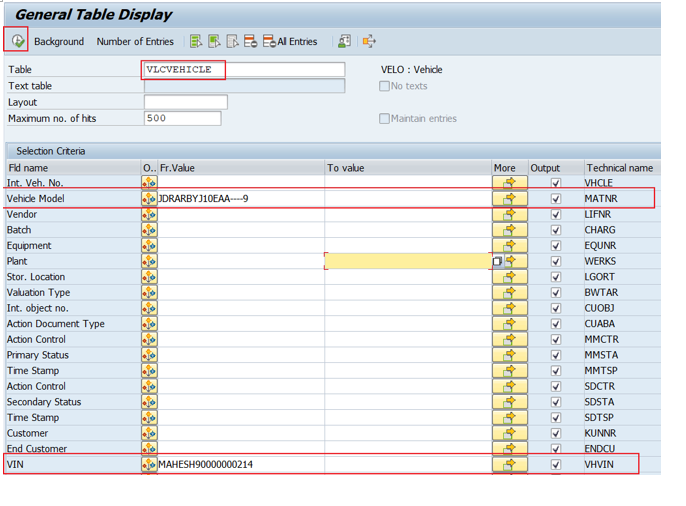 General Table Display
Background Number of Entries All Entries
Table VLCVEHICLE VELO : Vehicle
Text table No texts
Layout
Maximum no. of hits 500 Maintain entries
Selection Criteria
Fld name O.. Fr.Value To value More Output Technical name
Int. Veh. No. VHCLE
Vehicle Model JDRARBYJ10EAA----9 MATNR
Vendor LIFNR
Batch CHARG
Equipment EQUNR
Plant WERKS
Stor. Location LGORT
Valuation Type BWTAR
Int. object no. CUOBJ
Action Document Type CUABA
Action Control MMCTR
Primary Status MMSTA
Time Stamp MMTSP
Action Control SDCTR
Secondary Status SDSTA
Time Stamp SDTSP
Customer KUNNR
End Customer ENDCU
VIN MAHESH90000000214 VHVIN